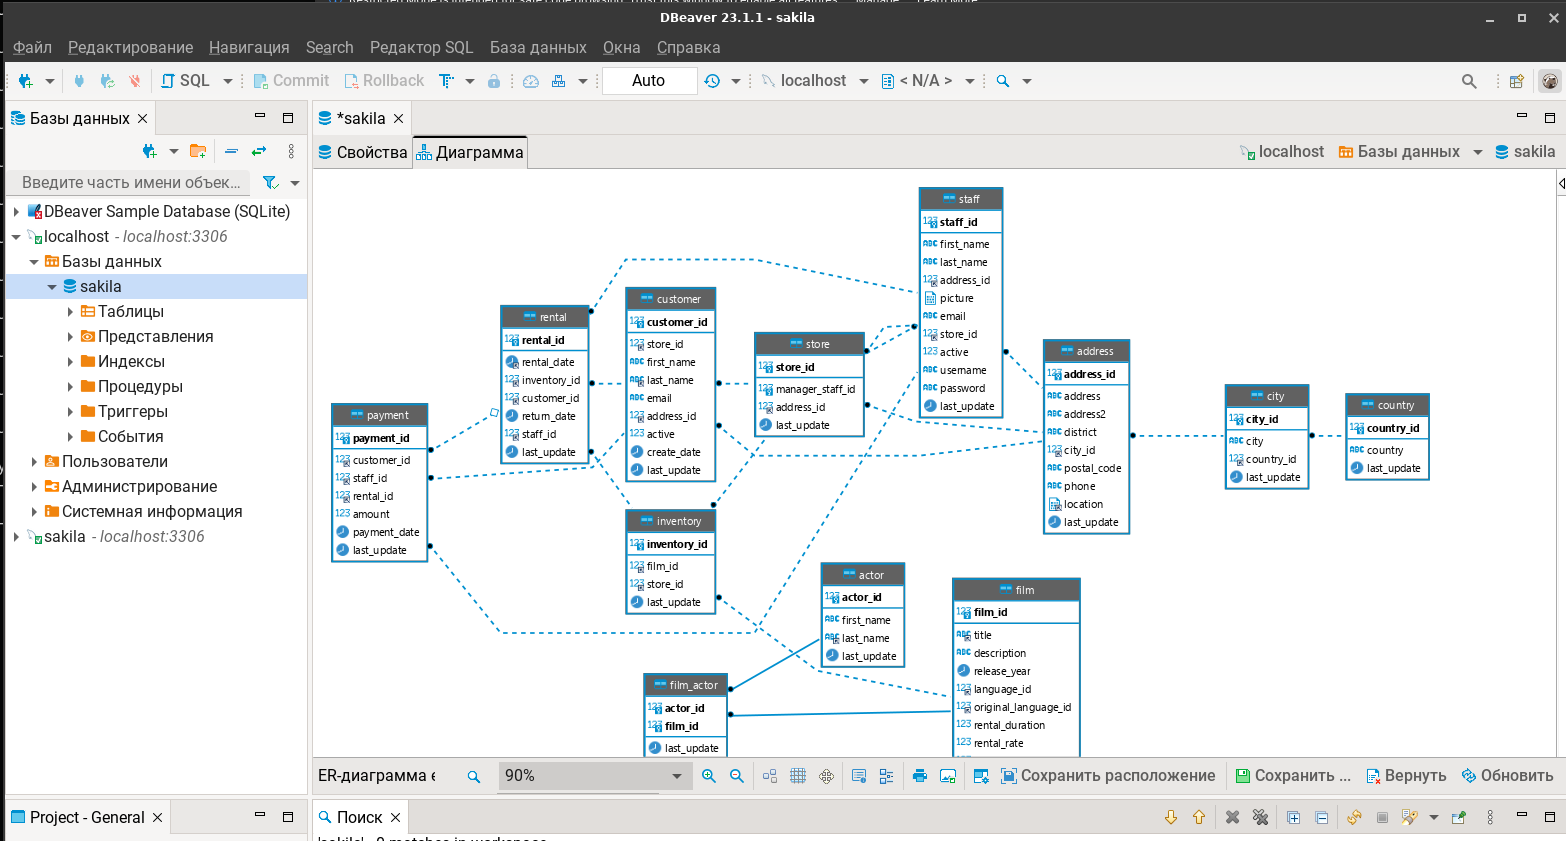 DBeaver 23.1.1 - sakila
Файл Редактирование Навигация Search Редактор SQL База данных Окна Справка
SQL Commit Rollback Auto localhost < N/A >
Базы данных
Введите часть имени объек...
DBeaver Sample Database (SQLite)
localhost - localhost:3306
Базы данных
sakila
Таблицы
Представления
Индексы
Процедуры
Триггеры
События
Пользователи
Администрирование
Системная информация
sakila - localhost:3306
Project - General
*sakila
Свойства Диаграмма
localhost Базы данных sakila
staff
staff_id
first_name
last_name
address_id
picture
email
store_id
active
username
password
last_update
customer
customer_id
store_id
first_name
last_name
email
address_id
active
create_date
last_update
rental
rental_id
rental_date
inventory_id
customer_id
return_date
staff_id
last_update
store
store_id
manager_staff_id
address_id
last_update
address
address_id
address
address2
district
city_id
postal_code
phone
location
last_update
city
city_id
city
country_id
last_update
country
country_id
country
last_update
payment
payment_id
customer_id
staff_id
rental_id
amount
payment_date
last_update
inventory
inventory_id
film_id
store_id
last_update
actor
actor_id
first_name
last_name
last_update
film
film_id
title
description
release_year
language_id
original_language_id
rental_duration
rental_rate
film_actor
actor_id
film_id
last_update
ER-диаграмма 90% Сохранить расположение Сохранить ... Вернуть Обновить
Поиск